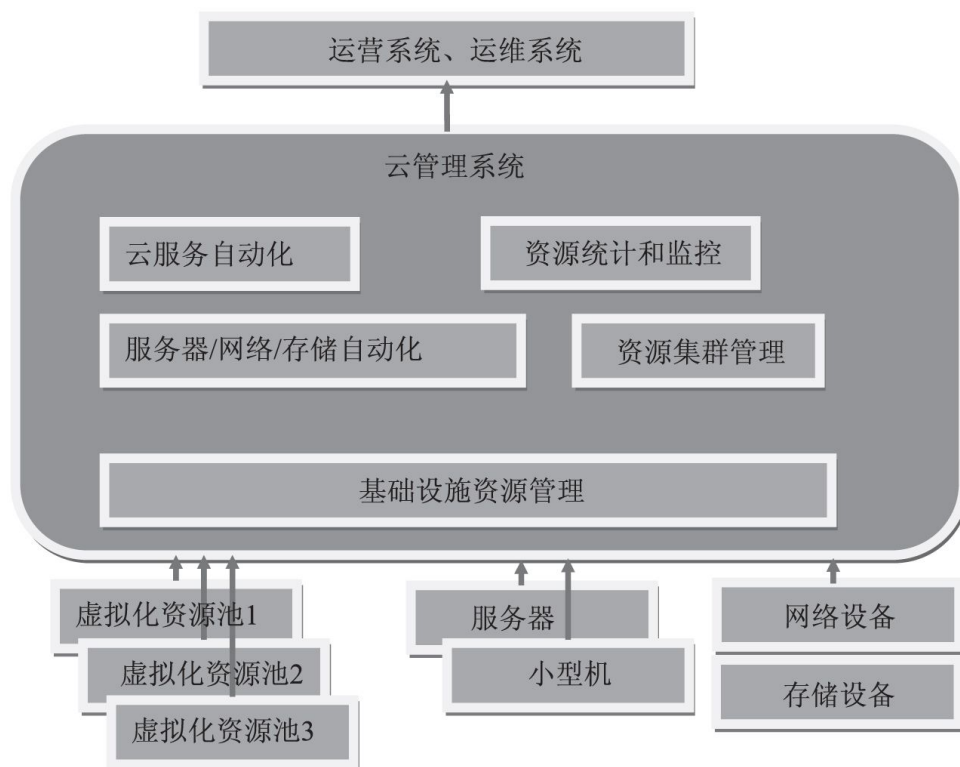 运营系统、运维系统
云管理系统
云服务自动化
资源统计和监控
服务器/网络/存储自动化
资源集群管理
基础设施资源管理
虚拟化资源池1
虚拟化资源池2
虚拟化资源池3
服务器
小型机
网络设备
存储设备